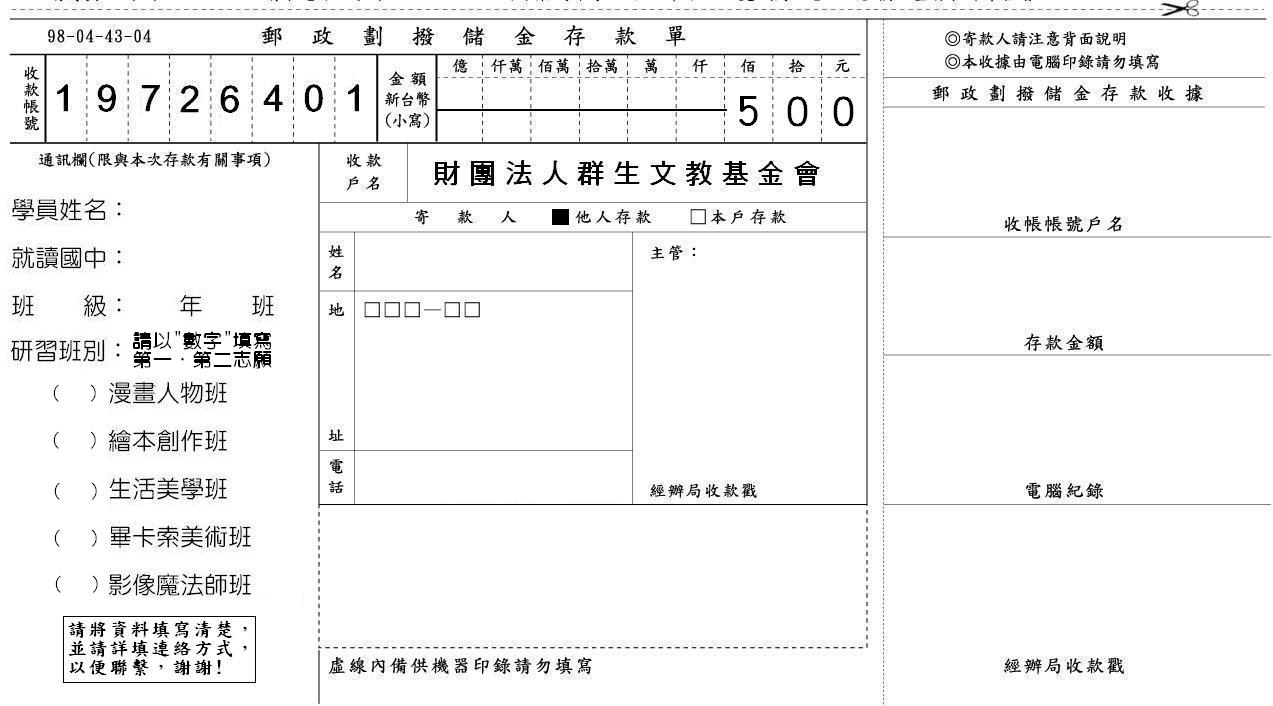 98-04-43-04 郵政劃撥儲金存款單
收款帳號 19726401 金額新台幣(小寫) 億 仟萬 佰萬 拾萬 萬 仟 佰 拾 元
500
通訊欄(限與本次存款有關事項)
學員姓名：
就讀國中：
班　級：　年　班
研習班別：請以"數字"填寫
第一．第二志願
(　)漫畫人物班
(　)繪本創作班
(　)生活美學班
(　)畢卡索美術班
(　)影像魔法師班
請將資料填寫清楚，
並請詳填連絡方式，
以便聯繫，謝謝!
收款戶名 財團法人群生文教基金會
寄款人 ■他人存款 □本戶存款
姓名
主管：
地 □□□－□□
址
電話
經辦局收款戳
虛線內備供機器印錄請勿填寫
◎寄款人請注意背面說明
◎本收據由電腦印錄請勿填寫
郵政劃撥儲金存款收據
收帳帳號戶名
存款金額
電腦紀錄
經辦局收款戳